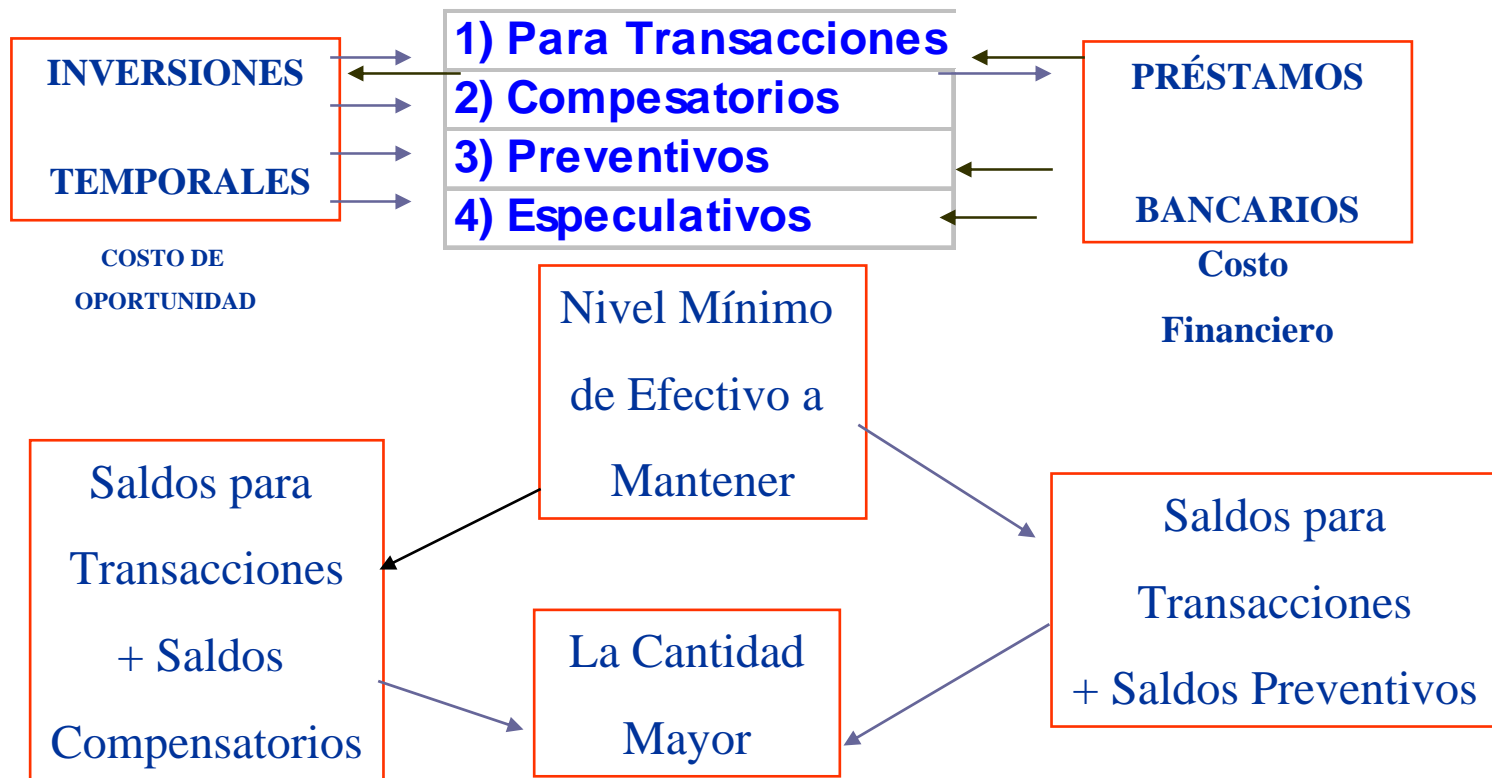 1) Para Transacciones
2) Compesatorios
3) Preventivos
4) Especulativos
INVERSIONES
TEMPORALES
COSTO DE
OPORTUNIDAD
PRÉSTAMOS
BANCARIOS
Costo
Financiero
Nivel Mínimo
de Efectivo a
Mantener
Saldos para
Transacciones
+ Saldos
Compensatorios
La Cantidad
Mayor
Saldos para
Transacciones
+ Saldos Preventivos